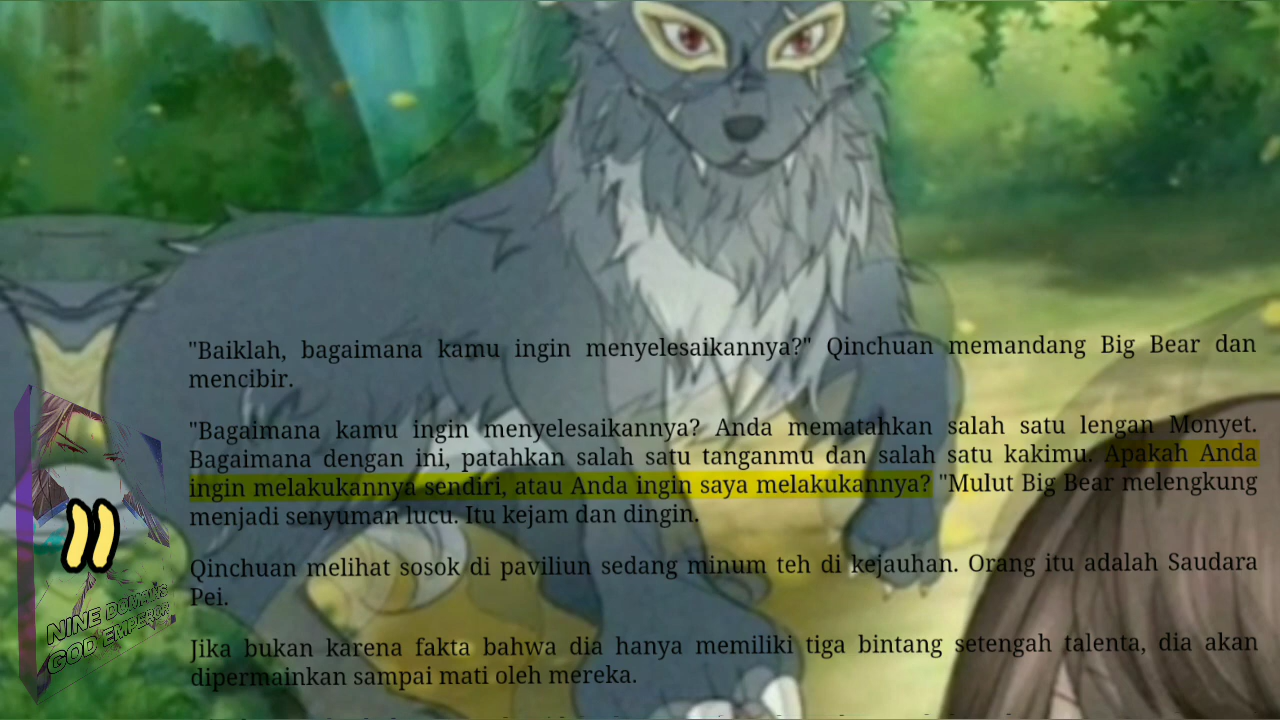 "Baiklah, bagaimana kamu ingin menyelesaikannya?" Qinchuan memandang Big Bear dan
mencibir.
"Bagaimana kamu ingin menyelesaikannya? Anda mematahkan salah satu lengan Monyet.
Bagaimana dengan ini, patahkan salah satu tanganmu dan salah satu kakimu. Apakah Anda
ingin melakukannya sendiri, atau Anda ingin saya melakukannya? "Mulut Big Bear melengkung
menjadi senyuman lucu. Itu kejam dan dingin.
Qinchuan melihat sosok di paviliun sedang minum teh di kejauhan. Orang itu adalah Saudara
Pei.
Jika bukan karena fakta bahwa dia hanya memiliki tiga bintang setengah talenta, dia akan
dipermainkan sampai mati oleh mereka.
NINE DOMAINS
GOD EMPEROR